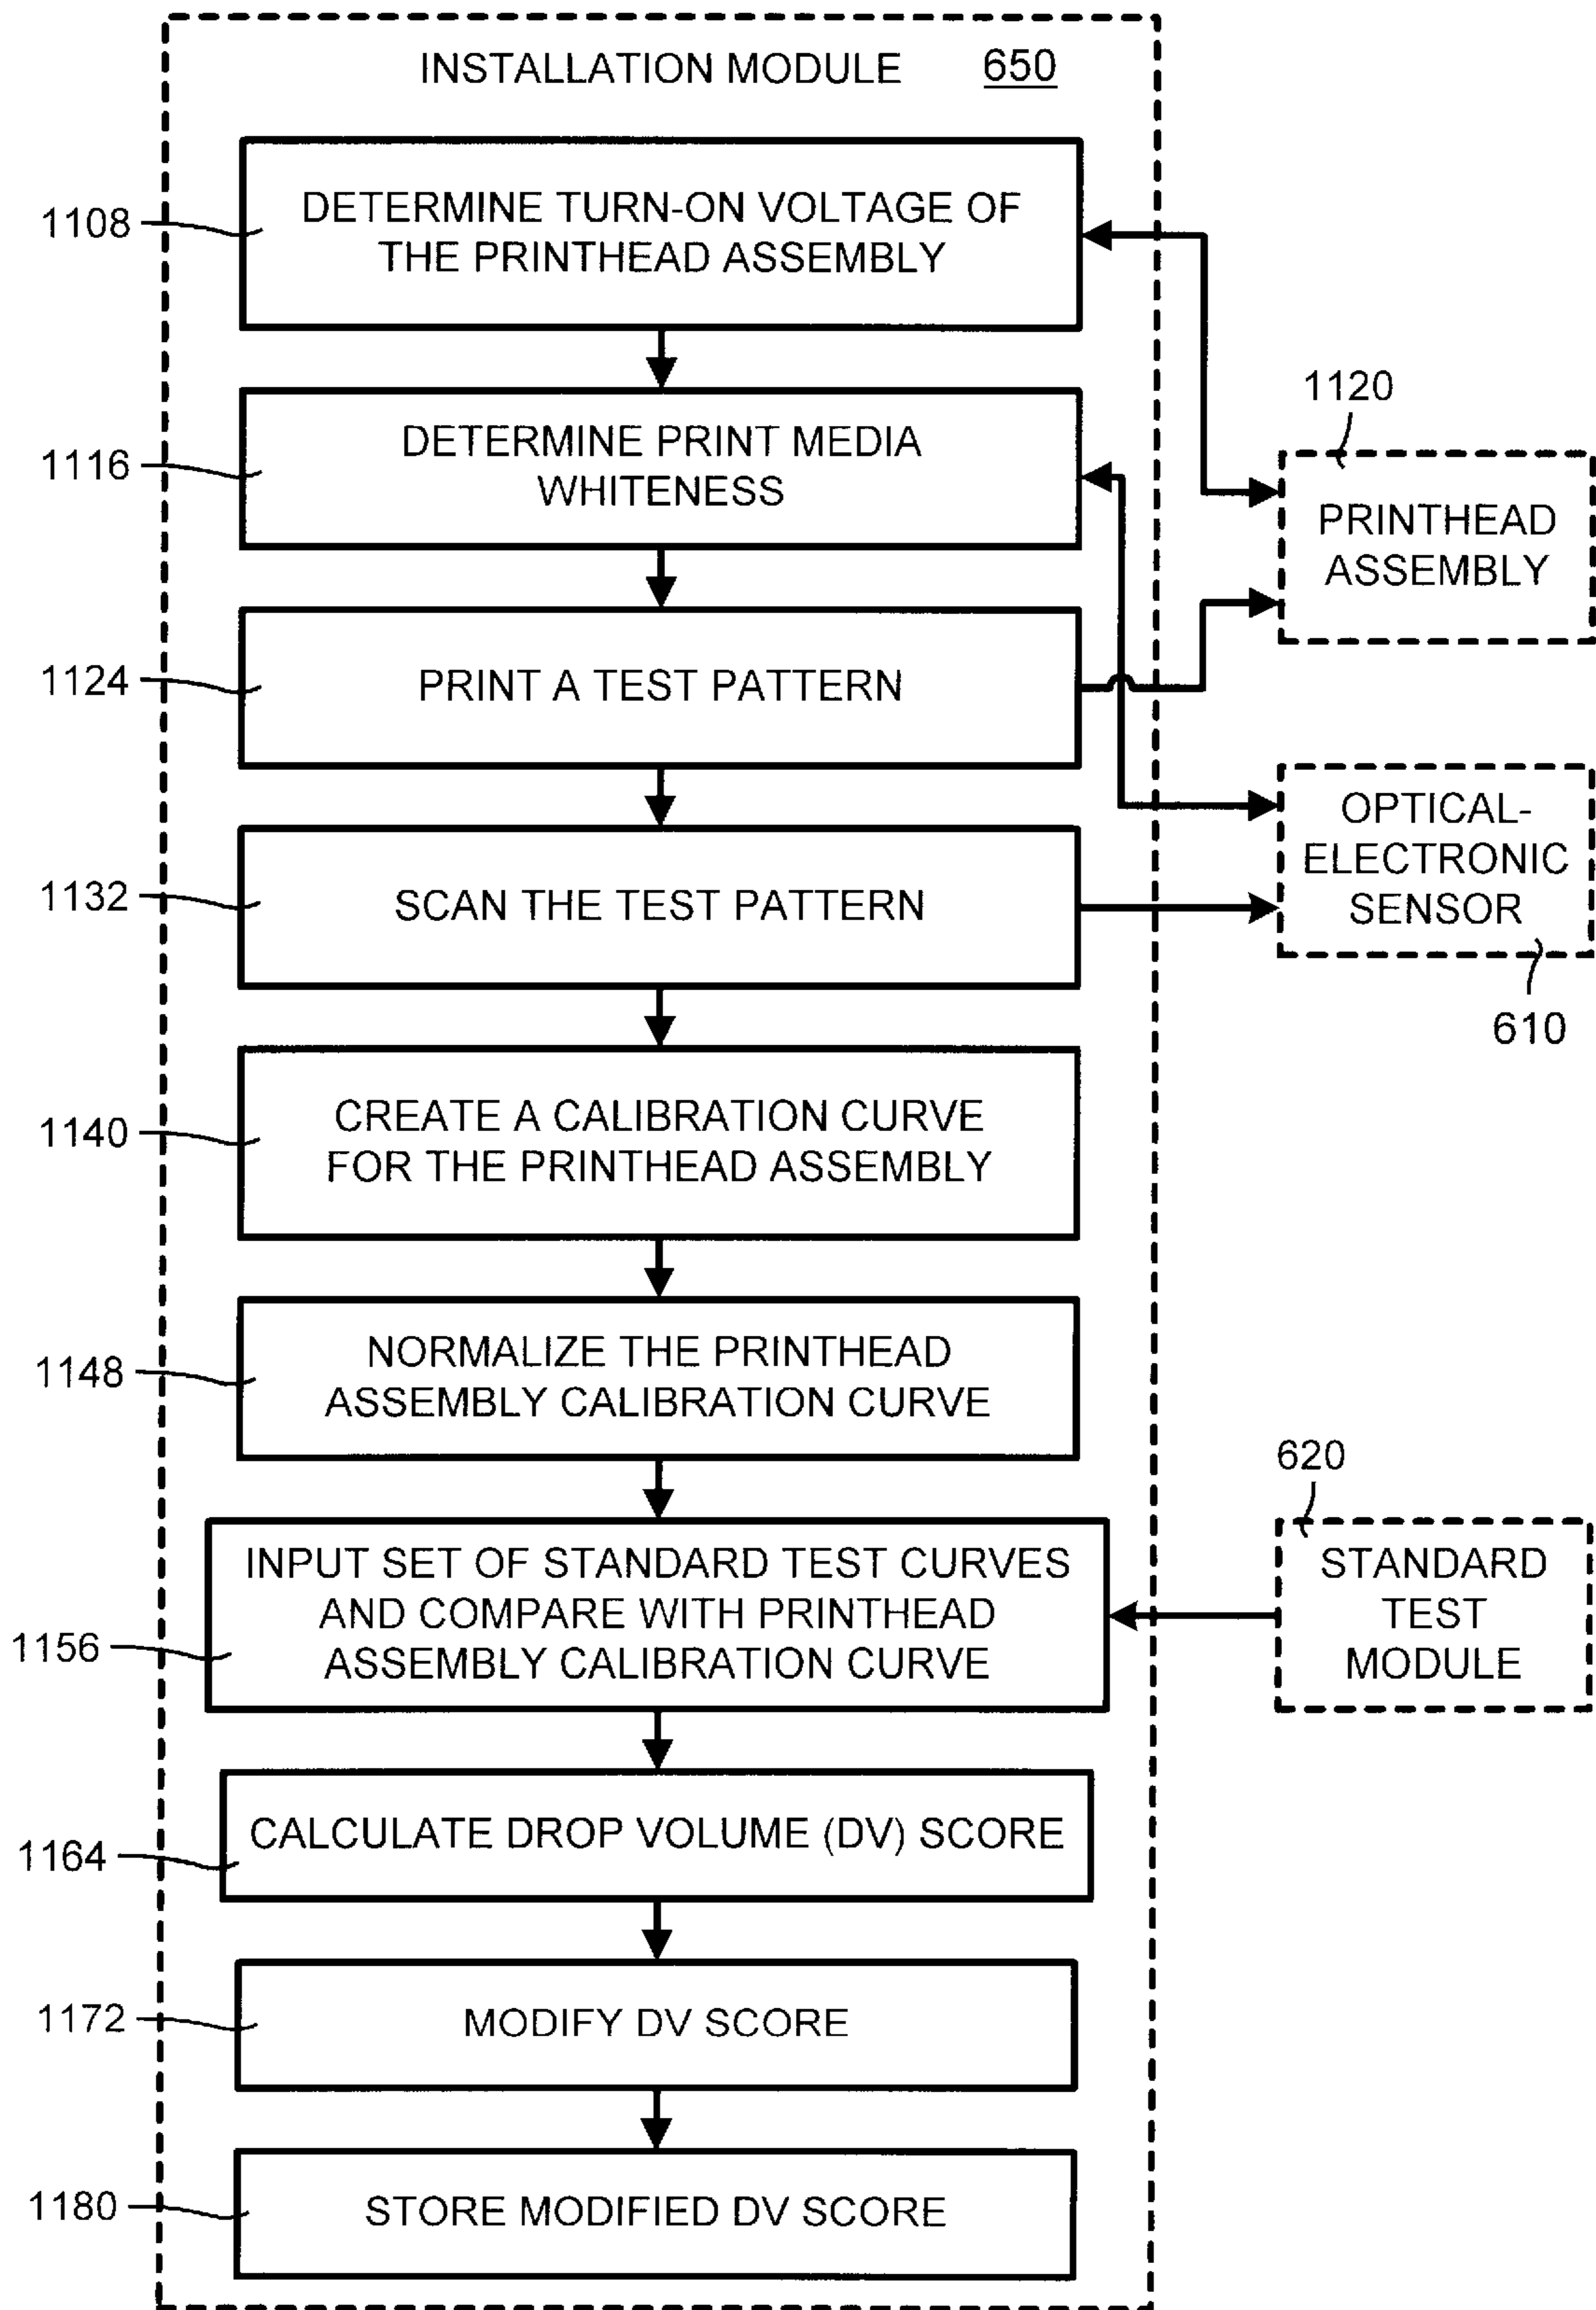 INSTALLATION MODULE 650
1108
DETERMINE TURN-ON VOLTAGE OF
THE PRINTHEAD ASSEMBLY
1116
DETERMINE PRINT MEDIA
WHITENESS
1120
PRINTHEAD
ASSEMBLY
1124
PRINT A TEST PATTERN
OPTICAL-
ELECTRONIC
SENSOR
610
1132
SCAN THE TEST PATTERN
1140
CREATE A CALIBRATION CURVE
FOR THE PRINTHEAD ASSEMBLY
1148
NORMALIZE THE PRINTHEAD
ASSEMBLY CALIBRATION CURVE
620
STANDARD
TEST
MODULE
1156
INPUT SET OF STANDARD TEST CURVES
AND COMPARE WITH PRINTHEAD
ASSEMBLY CALIBRATION CURVE
1164
CALCULATE DROP VOLUME (DV) SCORE
1172
MODIFY DV SCORE
1180
STORE MODIFIED DV SCORE